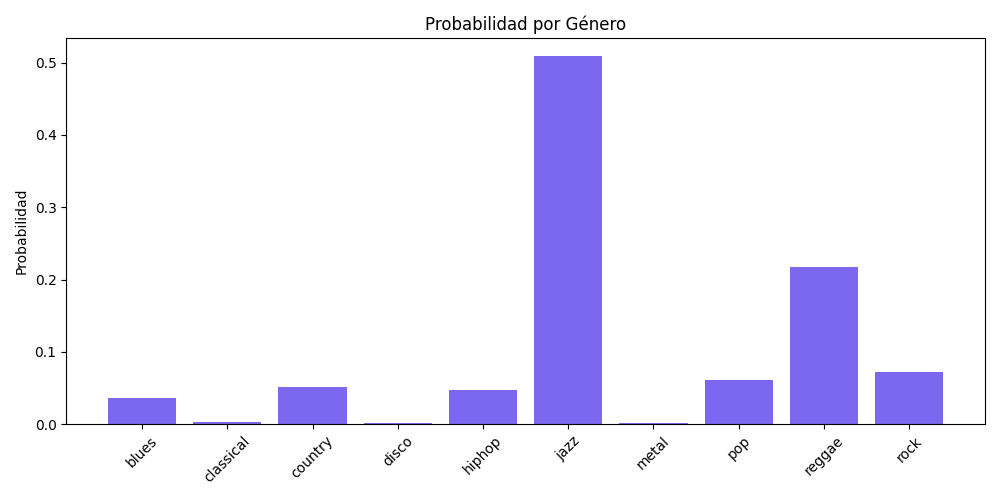 Probabilidad por Género
Probabilidad
0.5
0.4
0.3
0.2
0.1
0.0
blues
classical
country
disco
hiphop
jazz
metal
pop
reggae
rock